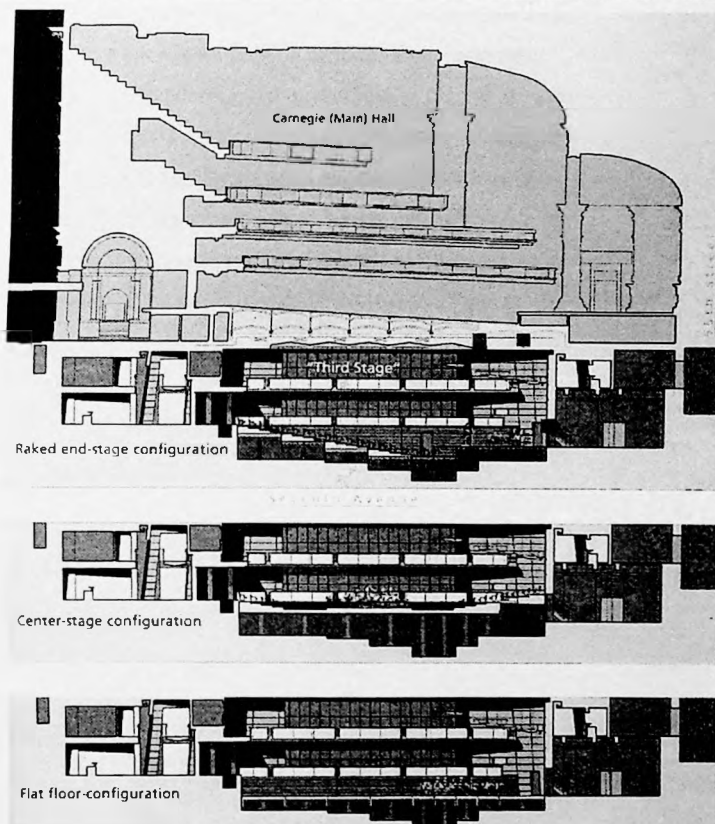 Carnegie (Main) Hall
"Third Stage"
Raked end-stage configuration
Center-stage configuration
Flat floor-configuration